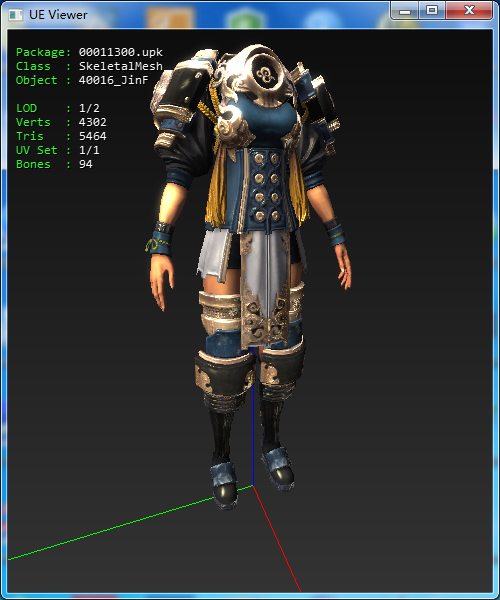 UE Viewer
Package: 00011300.upk
Class : SkeletalMesh
Object : 40016_JinF
LOD : 1/2
Verts : 4302
Tris : 5464
UV Set : 1/1
Bones : 94